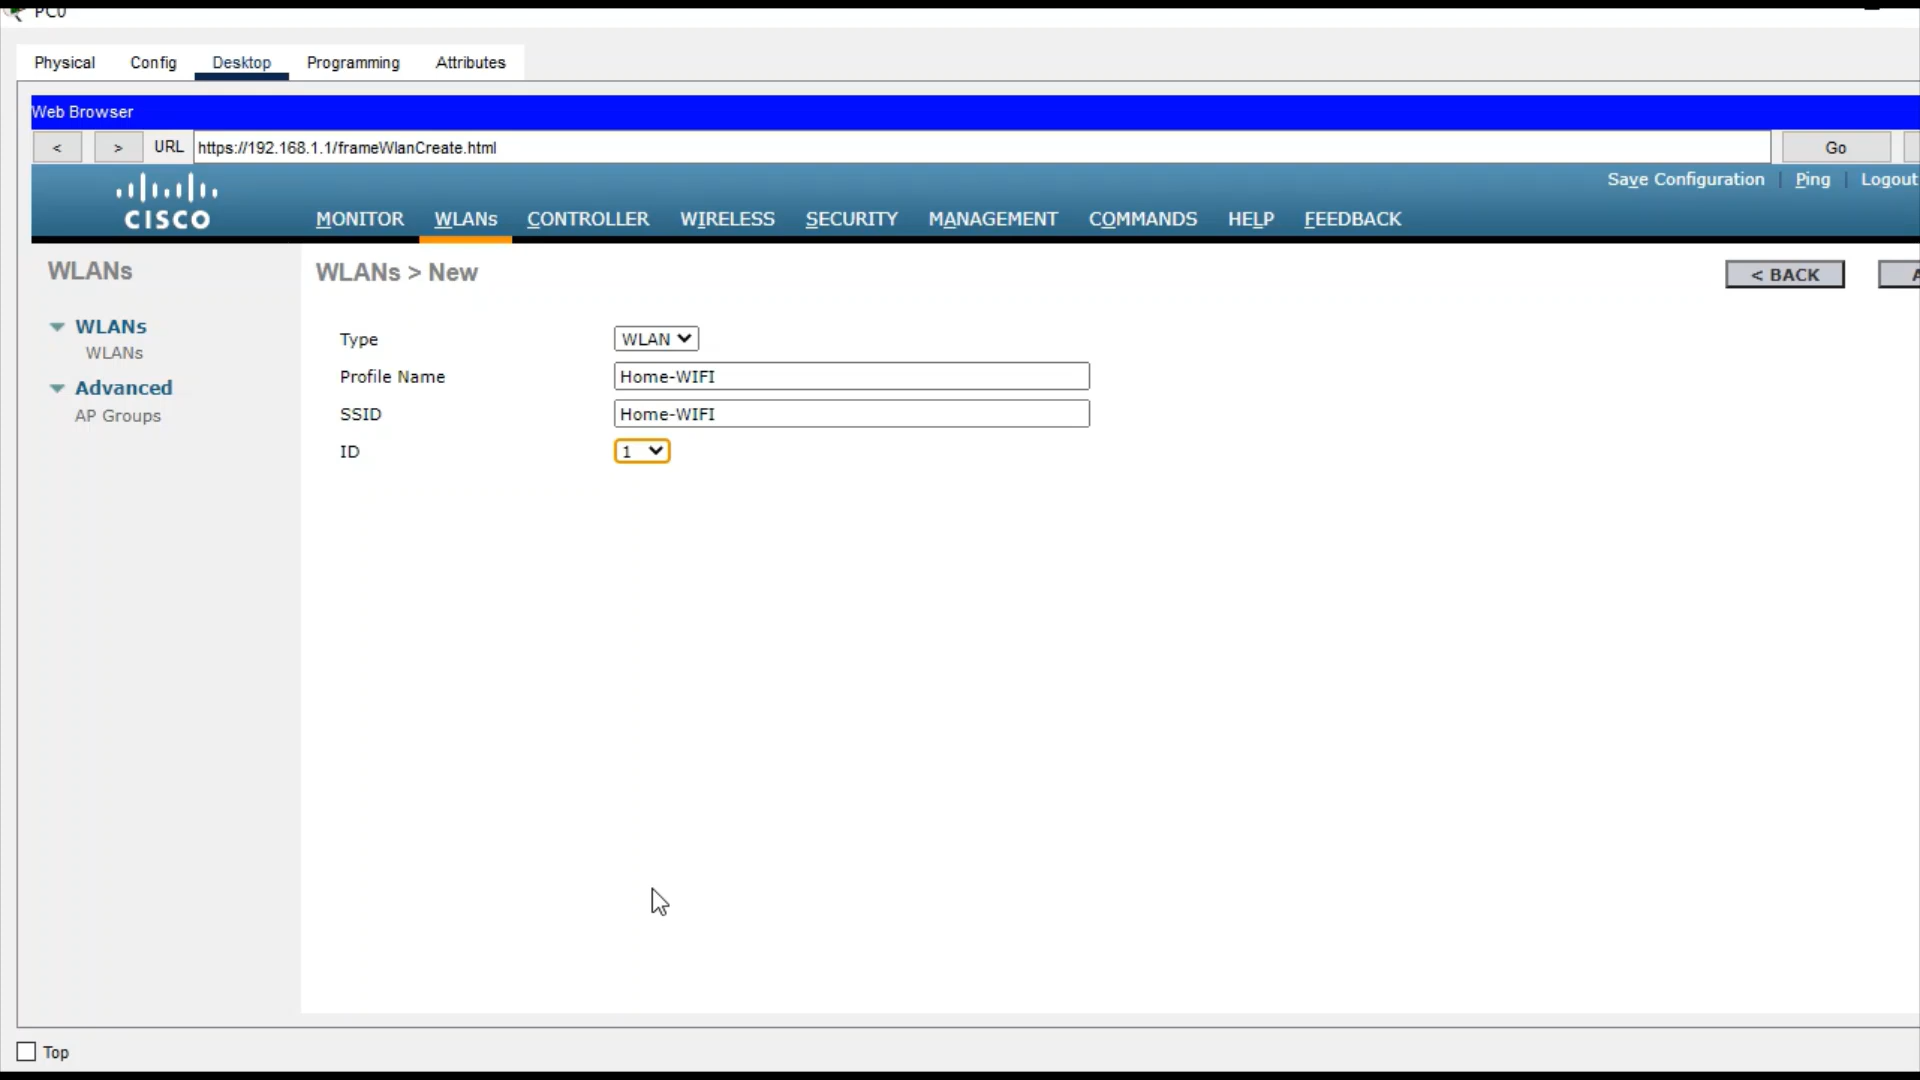 PC0
Physical Config Desktop Programming Attributes
Web Browser
< > URL https://192.168.1.1/frameWlanCreate.html Go
Save Configuration | Ping | Logout
CISCO MONITOR WLANs CONTROLLER WIRELESS SECURITY MANAGEMENT COMMANDS HELP FEEDBACK
WLANs
WLANs > New
< BACK
WLANs
WLANs
Advanced
AP Groups
Type WLAN
Profile Name Home-WIFI
SSID Home-WIFI
ID 1
Top